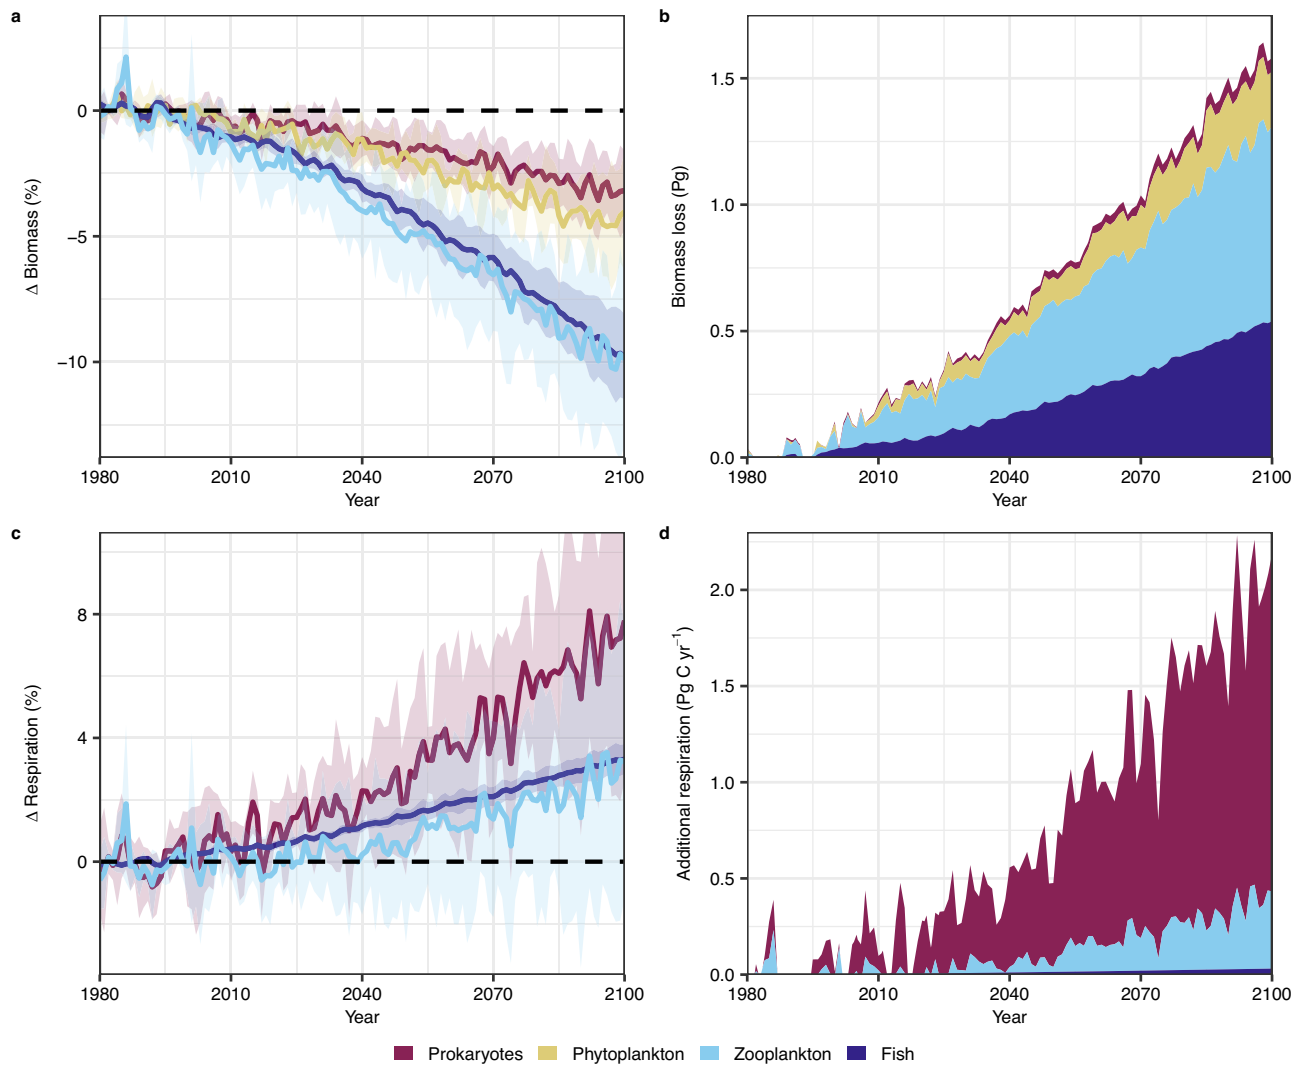 a
Δ Biomass (%)
0
−5
−10
1980 2010 2040 2070 2100
Year
b
Biomass loss (Pg)
1.5
1.0
0.5
0.0
1980 2010 2040 2070 2100
Year
c
Δ Respiration (%)
8
4
0
1980 2010 2040 2070 2100
Year
d
Additional respiration (Pg C yr⁻¹)
2.0
1.5
1.0
0.5
0.0
1980 2010 2040 2070 2100
Year
Prokaryotes Phytoplankton Zooplankton Fish